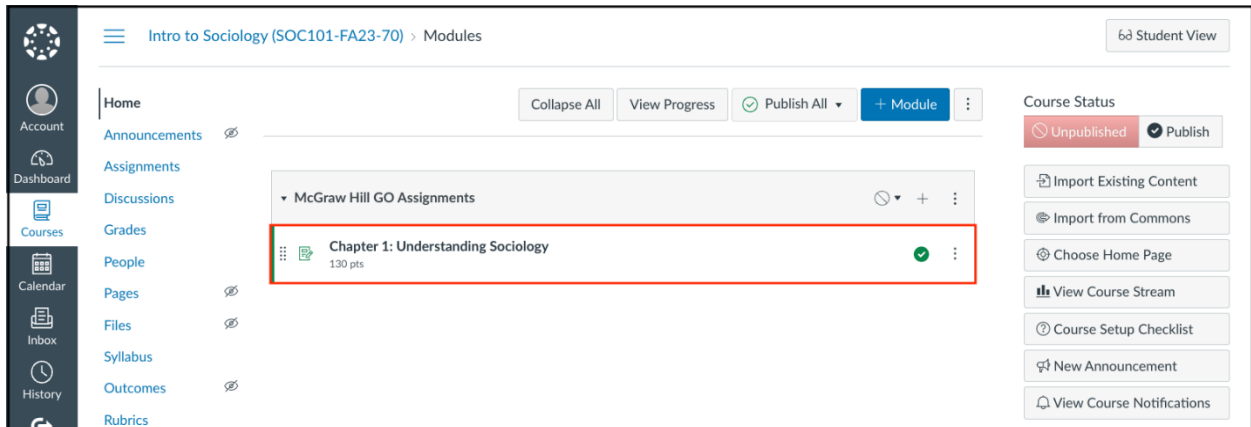 Intro to Sociology (SOC101-FA23-70) › Modules
Student View
Account
Dashboard
Courses
Calendar
Inbox
History
Home
Announcements
Assignments
Discussions
Grades
People
Pages
Files
Syllabus
Outcomes
Rubrics
Collapse All
View Progress
Publish All
+ Module
McGraw Hill GO Assignments
Chapter 1: Understanding Sociology
130 pts
Course Status
Unpublished
Publish
Import Existing Content
Import from Commons
Choose Home Page
View Course Stream
Course Setup Checklist
New Announcement
View Course Notifications